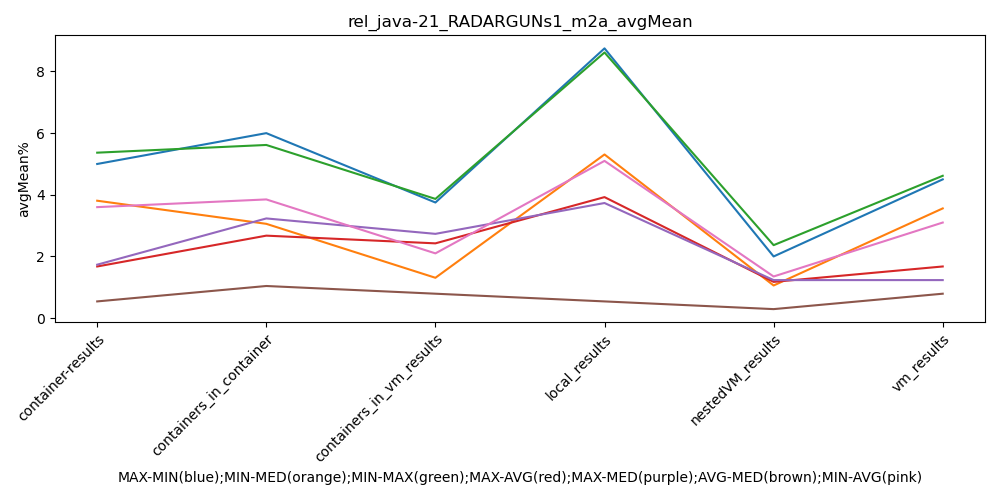 rel_java-21_RADARGUNs1_m2a_avgMean
avgMean%
8
6
4
2
0
container-results
containers_in_container
containers_in_vm_results
local_results
nestedVM_results
vm_results
MAX-MIN(blue);MIN-MED(orange);MIN-MAX(green);MAX-AVG(red);MAX-MED(purple);AVG-MED(brown);MIN-AVG(pink)